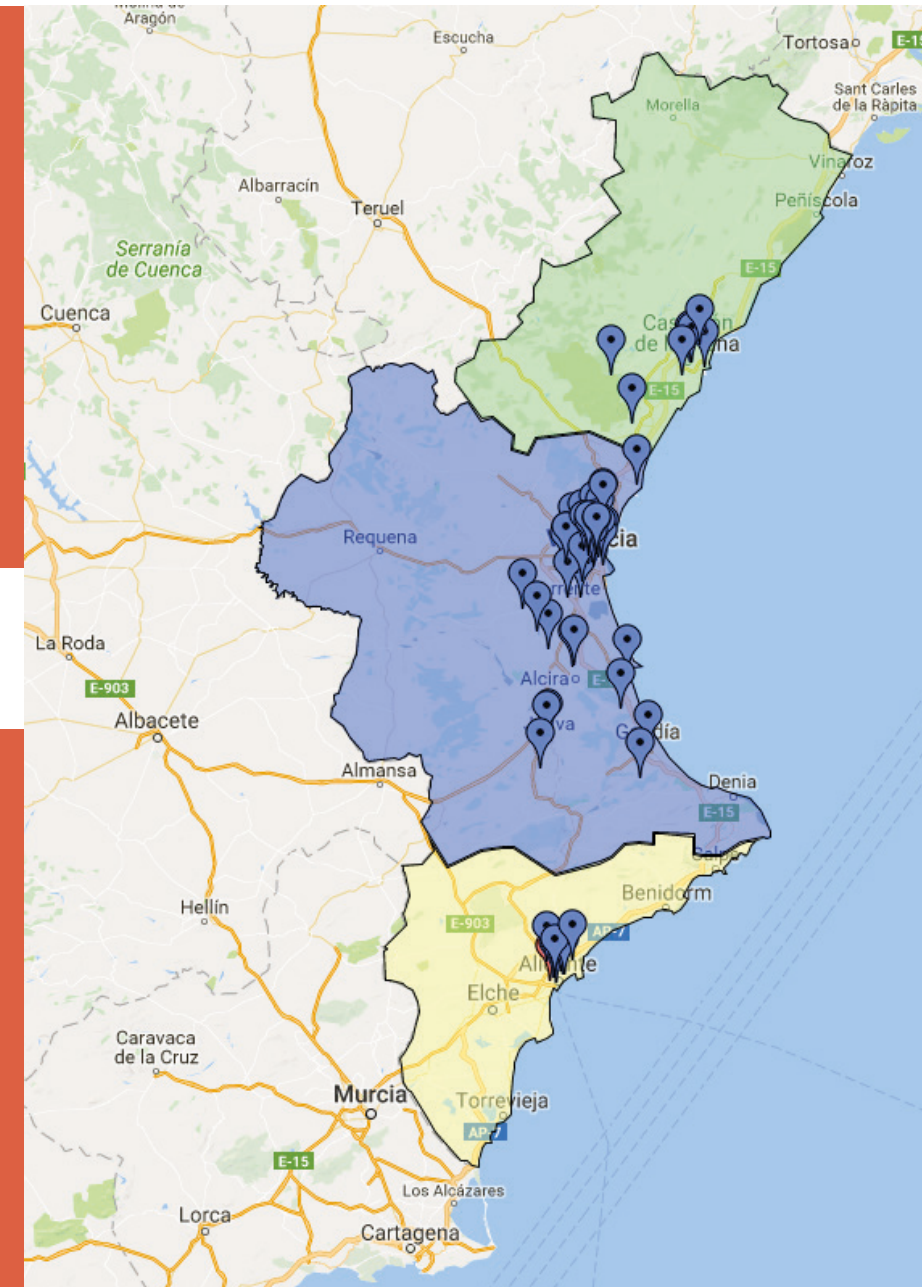 Aragón
Escucha
Tortosa
Sant Carles
de la Ràpita
Morella
Vinaroz
Albarracín
Peñíscola
Teruel
Serranía
de Cuenca
E-15
Cuenca
E-15
Requena
La Roda
Alcira
E-903
Albacete
Almansa
Denia
E-15
Benidorm
Hellín
E-903
AP-7
Elche
Caravaca
de la Cruz
Murcia
Torrevieja
AP-7
E-15
Los Alcázares
Lorca
Cartagena